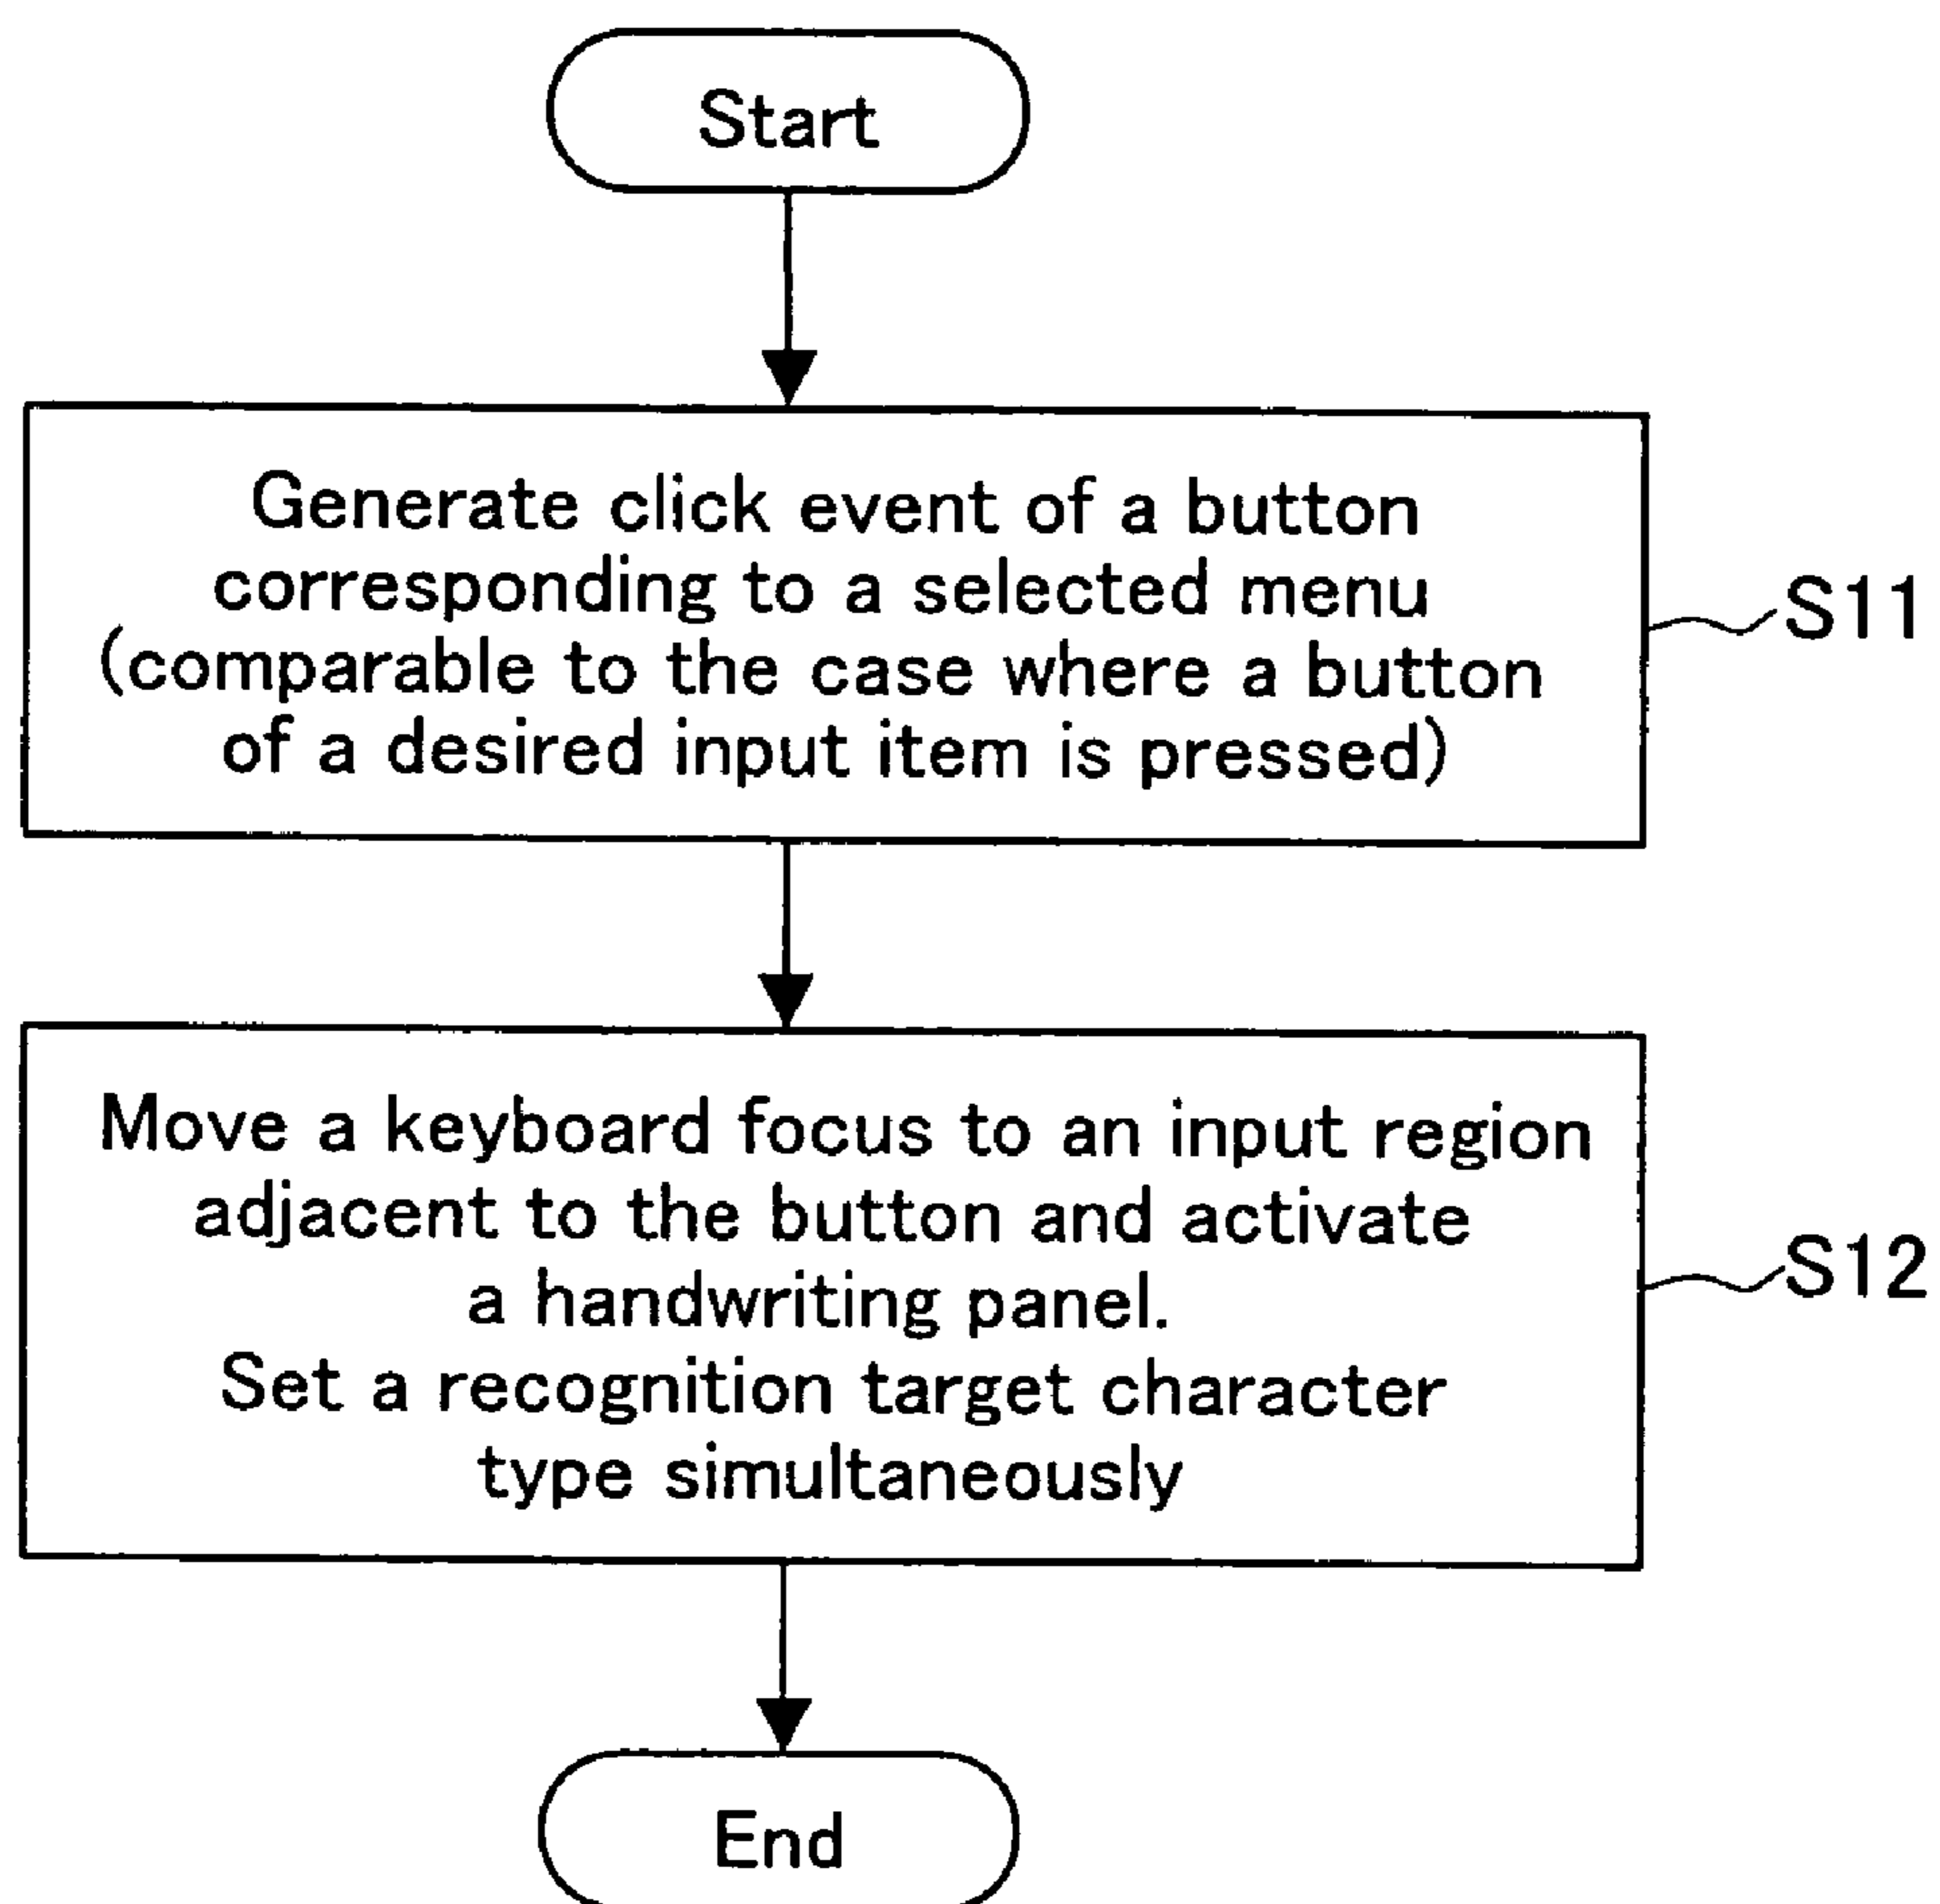 Start
Generate click event of a button
corresponding to a selected menu
(comparable to the case where a button
of a desired input item is pressed)
S11
Move a keyboard focus to an input region
adjacent to the button and activate
a handwriting panel.
Set a recognition target character
type simultaneously
S12
End